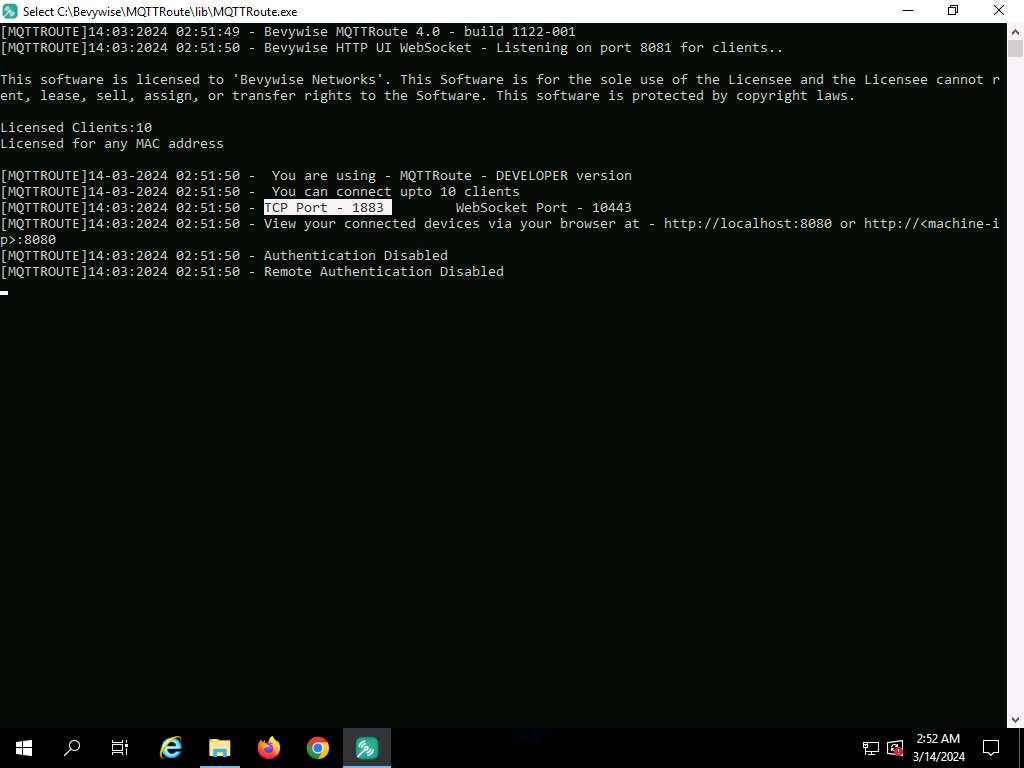 Select C:\Bevywise\MQTTRoute\lib\MQTTRoute.exe
[MQTTROUTE]14:03:2024 02:51:49 - Bevywise MQTTRoute 4.0 - build 1122-001
[MQTTROUTE]14:03:2024 02:51:50 - Bevywise HTTP UI WebSocket - Listening on port 8081 for clients..
This software is licensed to 'Bevywise Networks'. This Software is for the sole use of the Licensee and the Licensee cannot r
ent, lease, sell, assign, or transfer rights to the Software. This software is protected by copyright laws.
Licensed Clients:10
Licensed for any MAC address
[MQTTROUTE]14-03-2024 02:51:50 -  You are using - MQTTRoute - DEVELOPER version
[MQTTROUTE]14-03-2024 02:51:50 -  You can connect upto 10 clients
[MQTTROUTE]14:03:2024 02:51:50 - TCP Port - 1883         WebSocket Port - 10443
[MQTTROUTE]14:03:2024 02:51:50 - View your connected devices via your browser at - http://localhost:8080 or http://<machine-i
p>:8080
[MQTTROUTE]14:03:2024 02:51:50 - Authentication Disabled
[MQTTROUTE]14:03:2024 02:51:50 - Remote Authentication Disabled
2:52 AM
3/14/2024